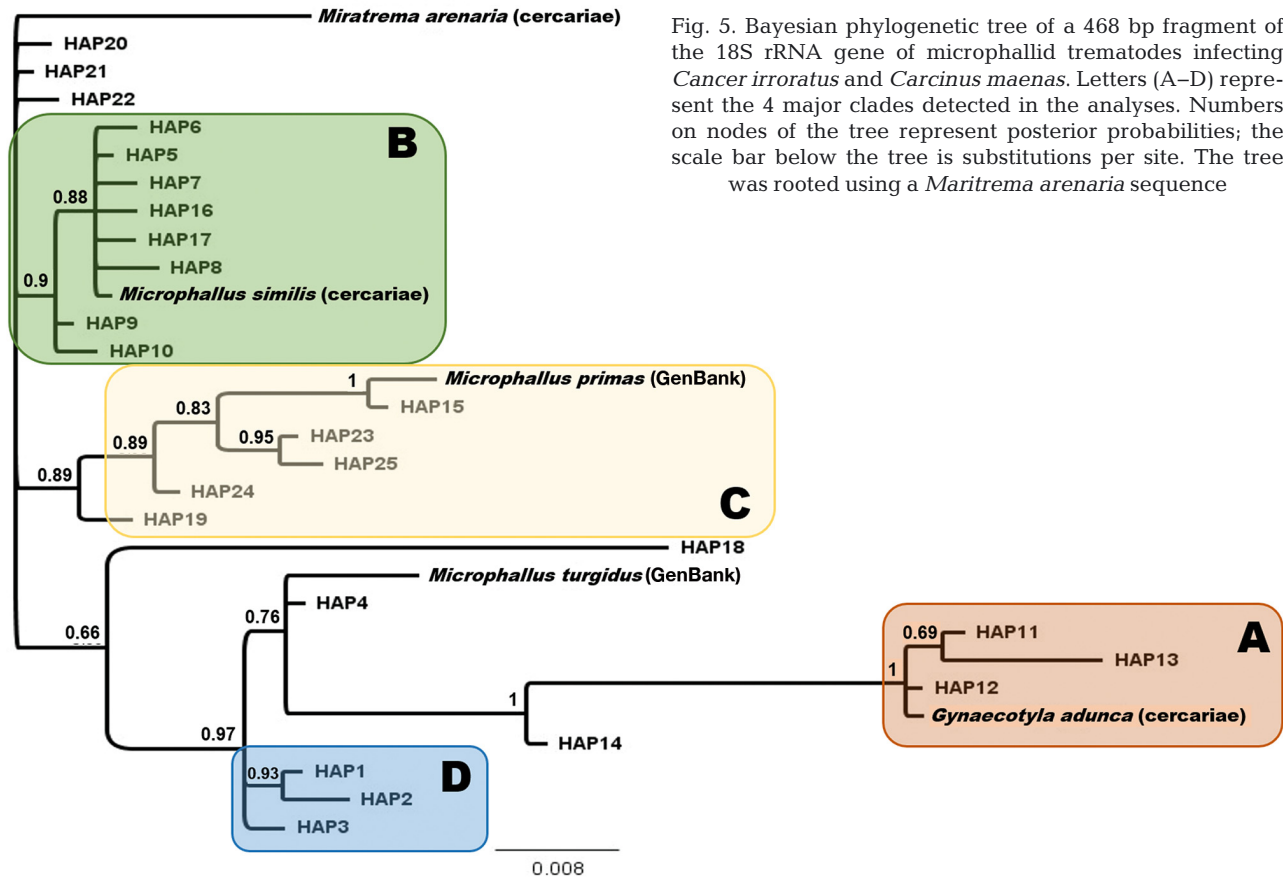 Miratrema arenaria (cercariae)
HAP20
HAP21
HAP22
Fig. 5. Bayesian phylogenetic tree of a 468 bp fragment of
the 18S rRNA gene of microphallid trematodes infecting
Cancer irroratus and Carcinus maenas. Letters (A–D) repre-
sent the 4 major clades detected in the analyses. Numbers
on nodes of the tree represent posterior probabilities; the
scale bar below the tree is substitutions per site. The tree
was rooted using a Maritrema arenaria sequence
B
HAP6
HAP5
HAP7
0.88
HAP16
HAP17
HAP8
0.9
Microphallus similis (cercariae)
HAP9
HAP10
1
Microphallus primas (GenBank)
HAP15
0.83
HAP23
0.95
0.89
HAP25
0.89
HAP24
C
HAP19
HAP18
Microphallus turgidus (GenBank)
HAP4
0.76
0.66
0.69
HAP11
A
HAP13
1
HAP12
Gynaecotyla adunca (cercariae)
1
HAP14
0.97
0.93
HAP1
D
HAP2
HAP3
0.008